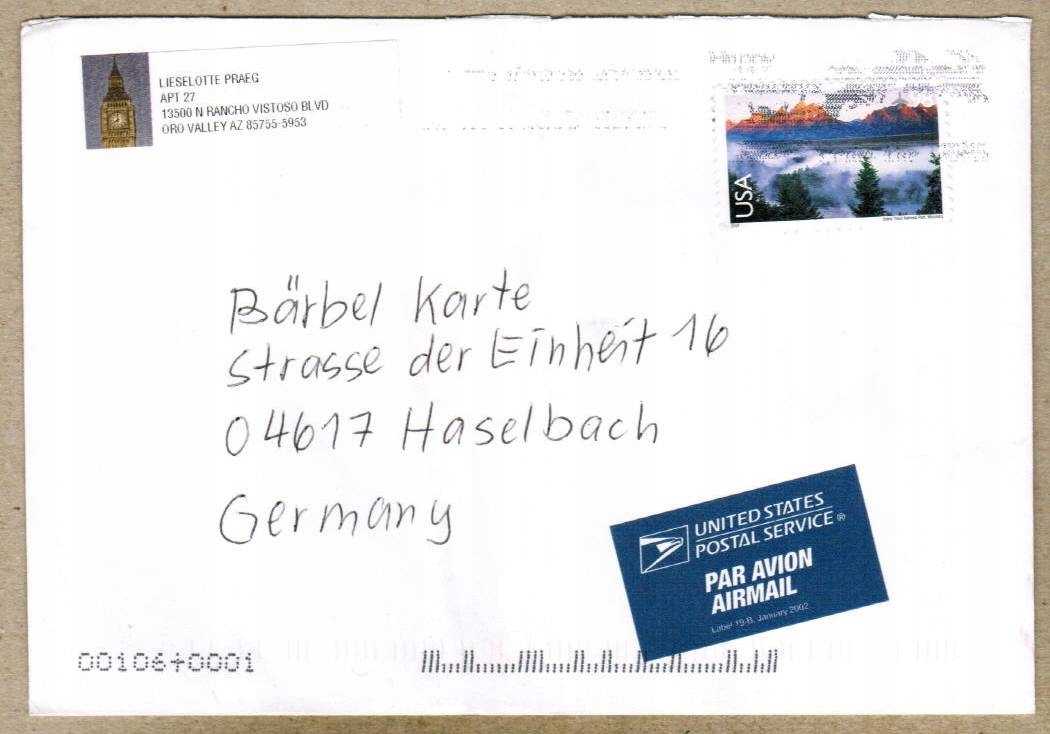 LIESELOTTE PRAEG
APT 27
13500 N RANCHO VISTOSO BLVD
ORO VALLEY AZ 85755-5953
USA
Bärbel Karte
Strasse der Einheit 16
04617 Haselbach
Germany
UNITED STATES
POSTAL SERVICE®
PAR AVION
AIRMAIL
Label 19-B, January 2002
00106+0001